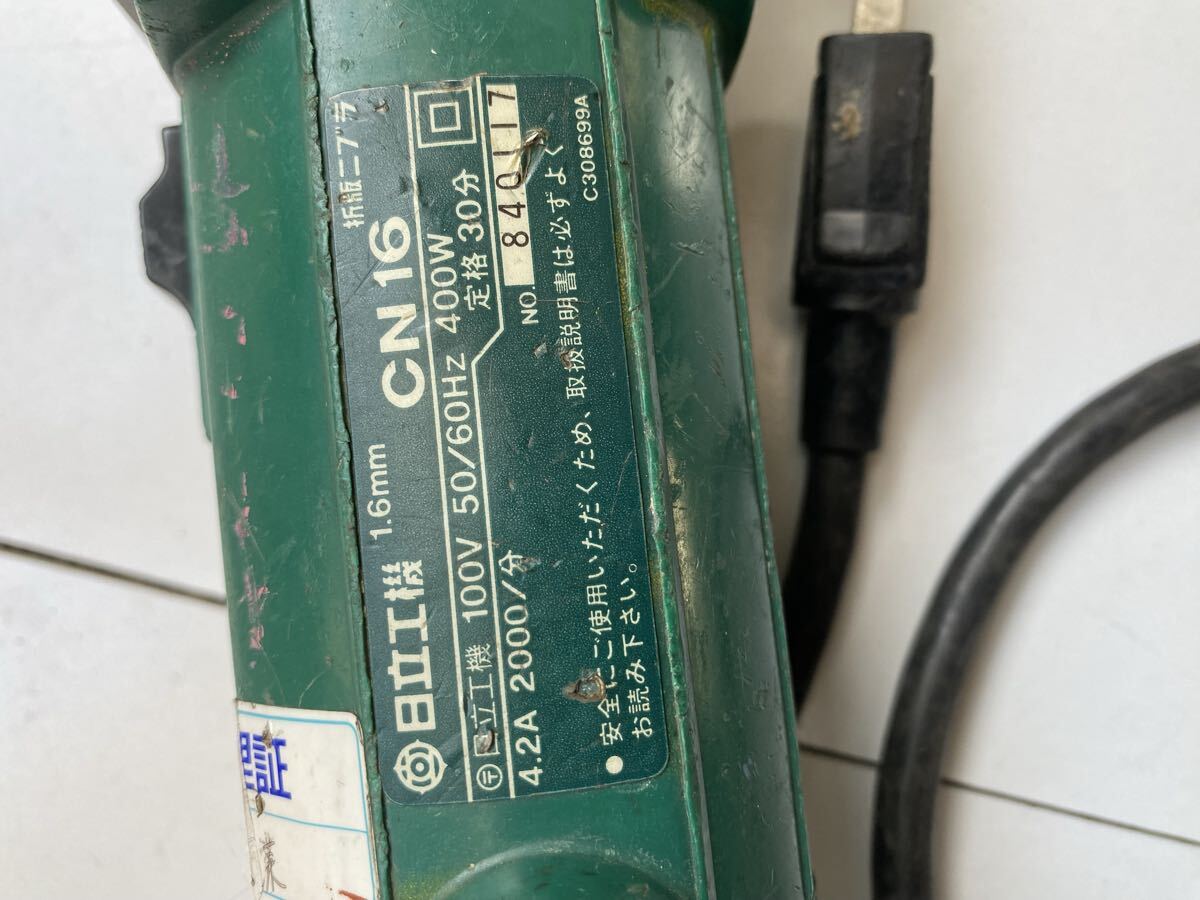 折版ニブラ
日立工機 1.6mm CN16
〒 日立工機 100V 50/60Hz 400W
4.2A 2000/分 定格30分
NO. 840117
●安全にご使用いただくため、取扱説明書は必ずよく
お読み下さい。
C308699A
証
業